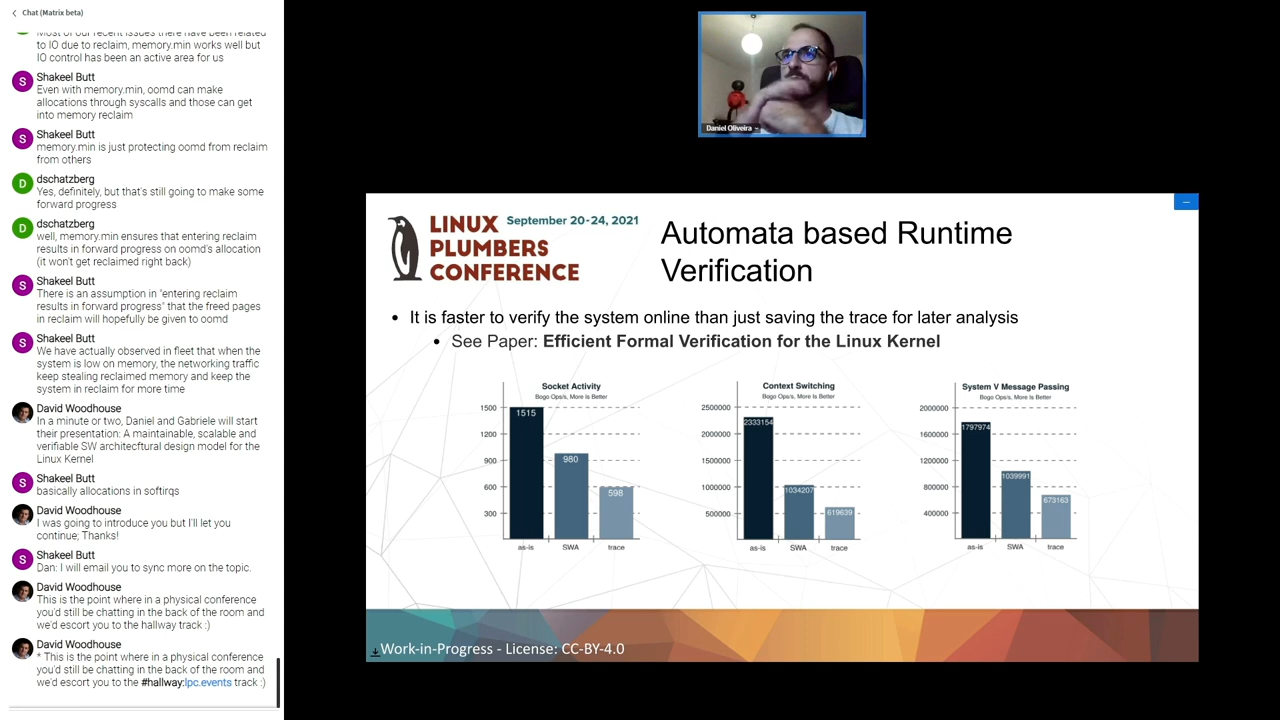 Chat (Matrix beta)
Most of our recent issues there have been related
to IO due to reclaim, memory.min works well but
IO control has been an active area for us
S
Shakeel Butt
Even with memory.min, oomd can make
allocations through syscalls and those can get
into memory reclaim
S
Shakeel Butt
memory.min is just protecting oomd from reclaim
from others
D
dschatzberg
Yes, definitely, but that's still going to make some
forward progress
D
dschatzberg
well, memory.min ensures that entering reclaim
results in forward progress on oomd's allocation
(it won't get reclaimed right back)
S
Shakeel Butt
There is an assumption in "entering reclaim
results in forward progress" that the freed pages
in reclaim will hopefully be given to oomd
S
Shakeel Butt
We have actually observed in fleet that when the
system is low on memory, the networking traffic
keep stealing reclaimed memory and keep the
system in reclaim for more time
David Woodhouse
In a minute or two, Daniel and Gabriele will start
their presentation: A maintainable, scalable and
verifiable SW architecftural design model for the
Linux Kernel
S
Shakeel Butt
basically allocations in softirqs
David Woodhouse
I was going to introduce you but I'll let you
continue; Thanks!
S
Shakeel Butt
Dan: I will email you to sync more on the topic.
David Woodhouse
This is the point where in a physical conference
you'd still be chatting in the back of the room and
we'd escort you to the hallway track :)
David Woodhouse
* This is the point where in a physical conference
you'd still be chatting in the back of the room and
we'd escort you to the #hallway:lpc.events track :)
Daniel Oliveira
LINUX
PLUMBERS
CONFERENCE
September 20-24, 2021
Automata based Runtime
Verification
• It is faster to verify the system online than just saving the trace for later analysis
• See Paper: Efficient Formal Verification for the Linux Kernel
Socket Activity
Bogo Ops/s, More Is Better
1500
1200
900
600
300
1515
980
598
as-is SWA trace
Context Switching
Bogo Ops/s, More Is Better
2500000
2000000
1500000
1000000
500000
2333154
1034207
619639
as-is SWA trace
System V Message Passing
Bogo Ops/s, More Is Better
2000000
1600000
1200000
800000
400000
1797974
1039991
673163
as-is SWA trace
Work-in-Progress - License: CC-BY-4.0